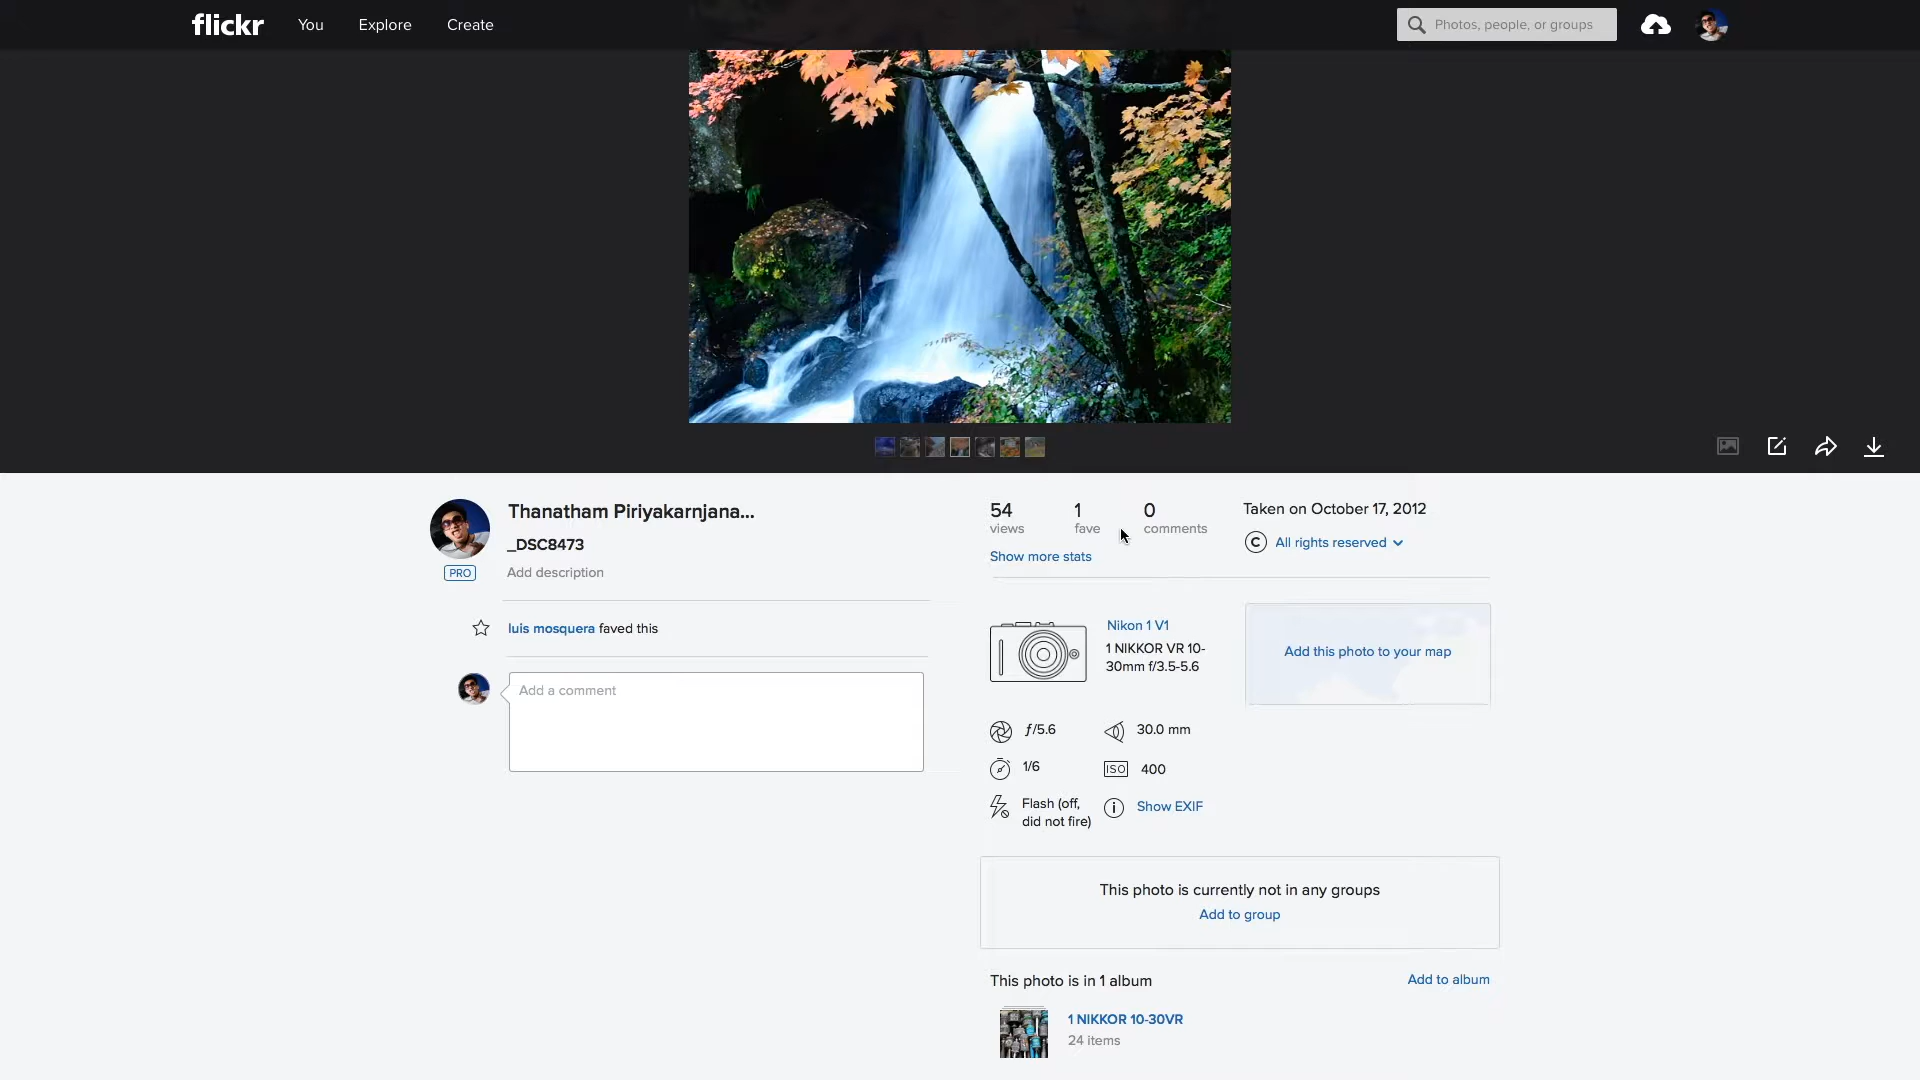 flickr
You
Explore
Create
Photos, people, or groups
Thanatham Piriyakarnjana...
_DSC8473
PRO
Add description
luis mosquera faved this
Add a comment
54
views
1
fave
0
comments
Show more stats
Taken on October 17, 2012
C
All rights reserved
Nikon 1 V1
1 NIKKOR VR 10-
30mm f/3.5-5.6
Add this photo to your map
ƒ/5.6
30.0 mm
1/6
ISO
400
Flash (off,
did not fire)
i
Show EXIF
This photo is currently not in any groups
Add to group
This photo is in 1 album
Add to album
1 NIKKOR 10-30VR
24 items